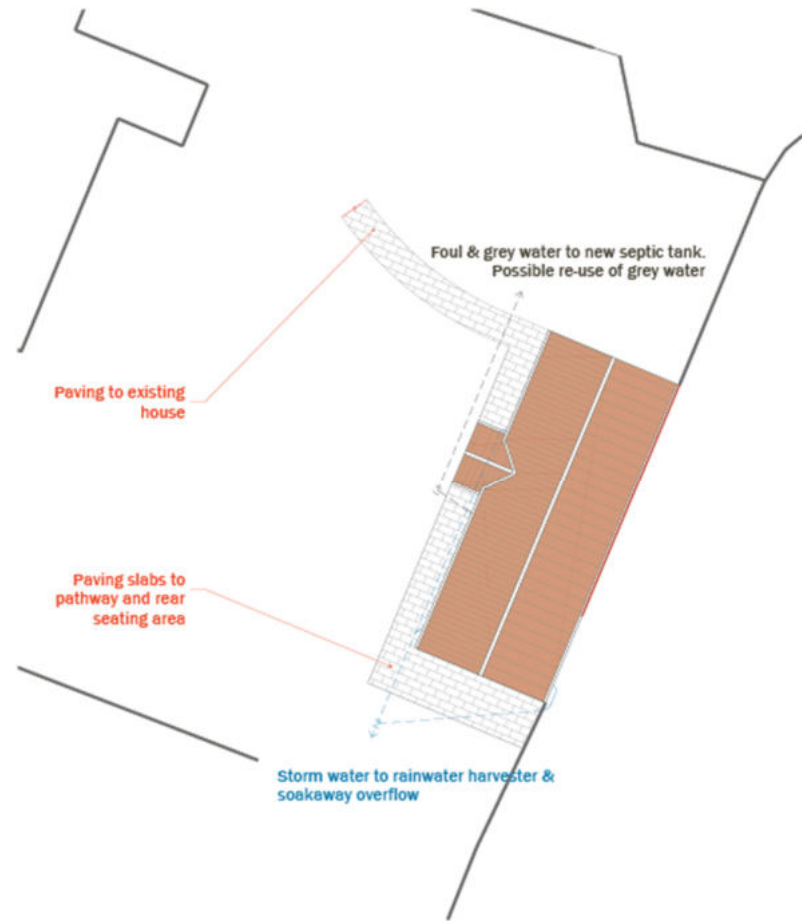 Foul & grey water to new septic tank.
Possible re-use of grey water
Paving to existing
house
Paving slabs to
pathway and rear
seating area
Storm water to rainwater harvester &
soakaway overflow